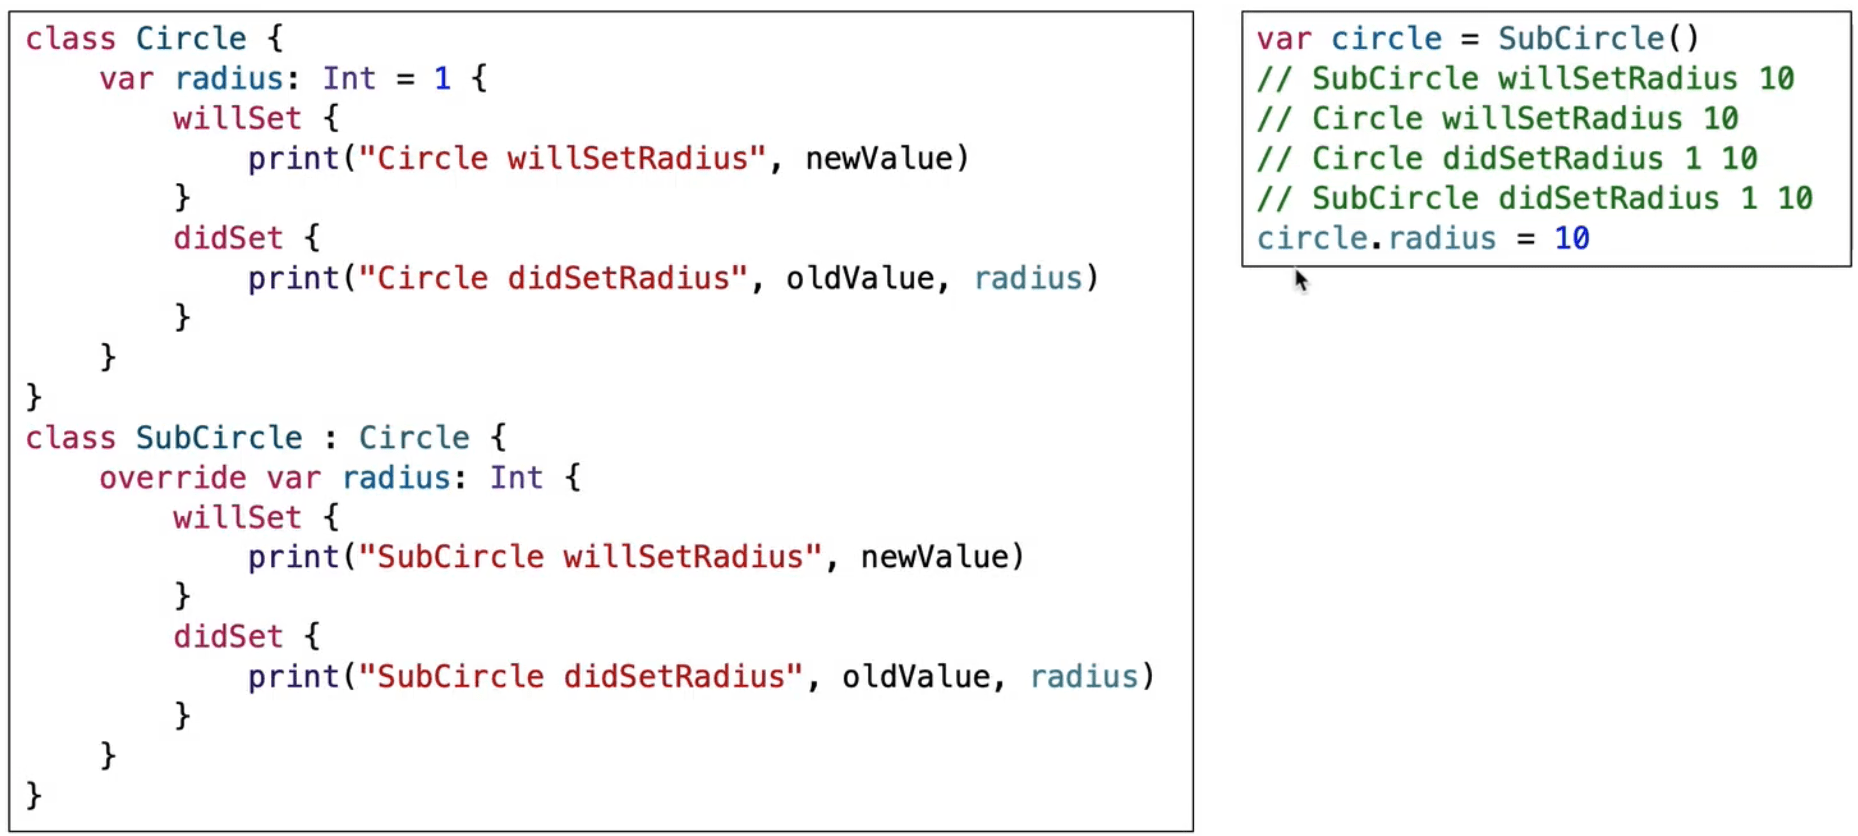 class Circle {
    var radius: Int = 1 {
        willSet {
            print("Circle willSetRadius", newValue)
        }
        didSet {
            print("Circle didSetRadius", oldValue, radius)
        }
    }
}
class SubCircle : Circle {
    override var radius: Int {
        willSet {
            print("SubCircle willSetRadius", newValue)
        }
        didSet {
            print("SubCircle didSetRadius", oldValue, radius)
        }
    }
}
var circle = SubCircle()
// SubCircle willSetRadius 10
// Circle willSetRadius 10
// Circle didSetRadius 1 10
// SubCircle didSetRadius 1 10
circle.radius = 10